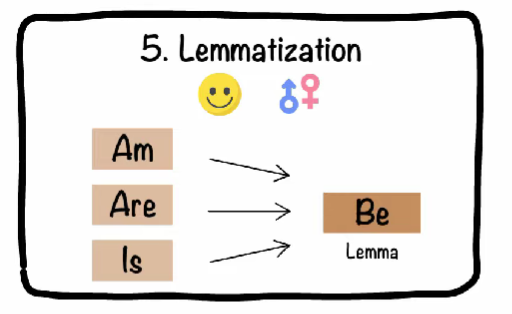 5. Lemmatization
Am
Are
Is
Be
Lemma